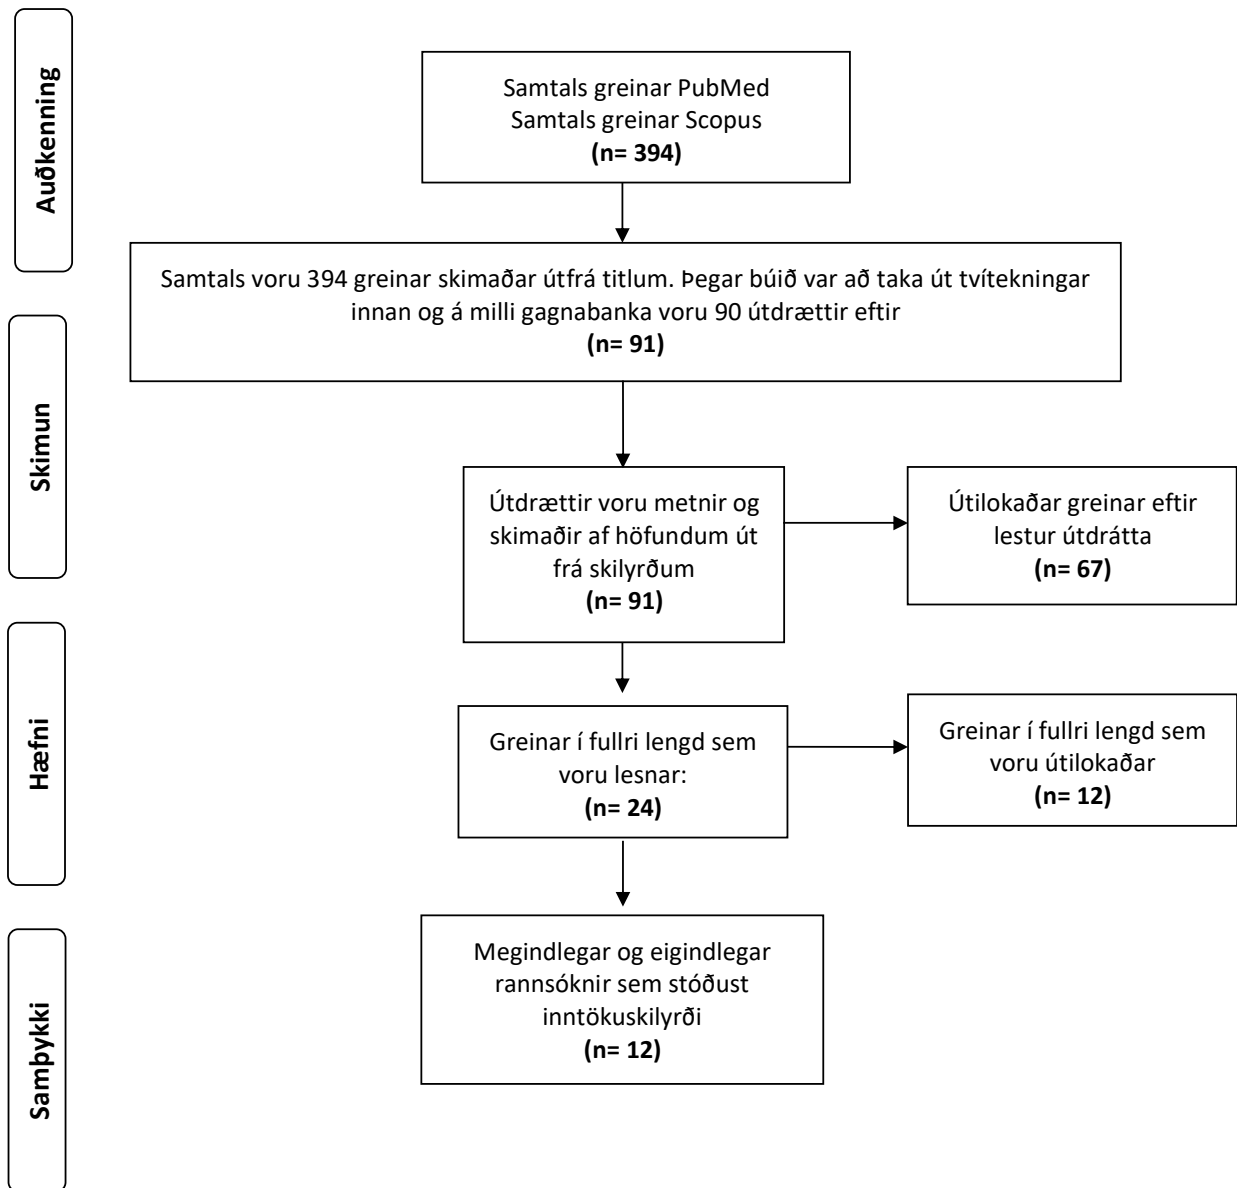 Auðkenning
Samtals greinar PubMed
Samtals greinar Scopus
(n= 394)
Samtals voru 394 greinar skimaðar útfrá titlum. Þegar búið var að taka út tvítekningar
innan og á milli gagnabanka voru 90 útdrættir eftir
(n= 91)
Skimun
Útdrættir voru metnir og
skimaðir af höfundum út
frá skilyrðum
(n= 91)
Útilokaðar greinar eftir
lestur útdrátta
(n= 67)
Hæfni
Greinar í fullri lengd sem
voru lesnar:
(n= 24)
Greinar í fullri lengd sem
voru útilokaðar
(n= 12)
Samþykki
Megindlegar og eigindlegar
rannsóknir sem stóðust
inntökuskilyrði
(n= 12)